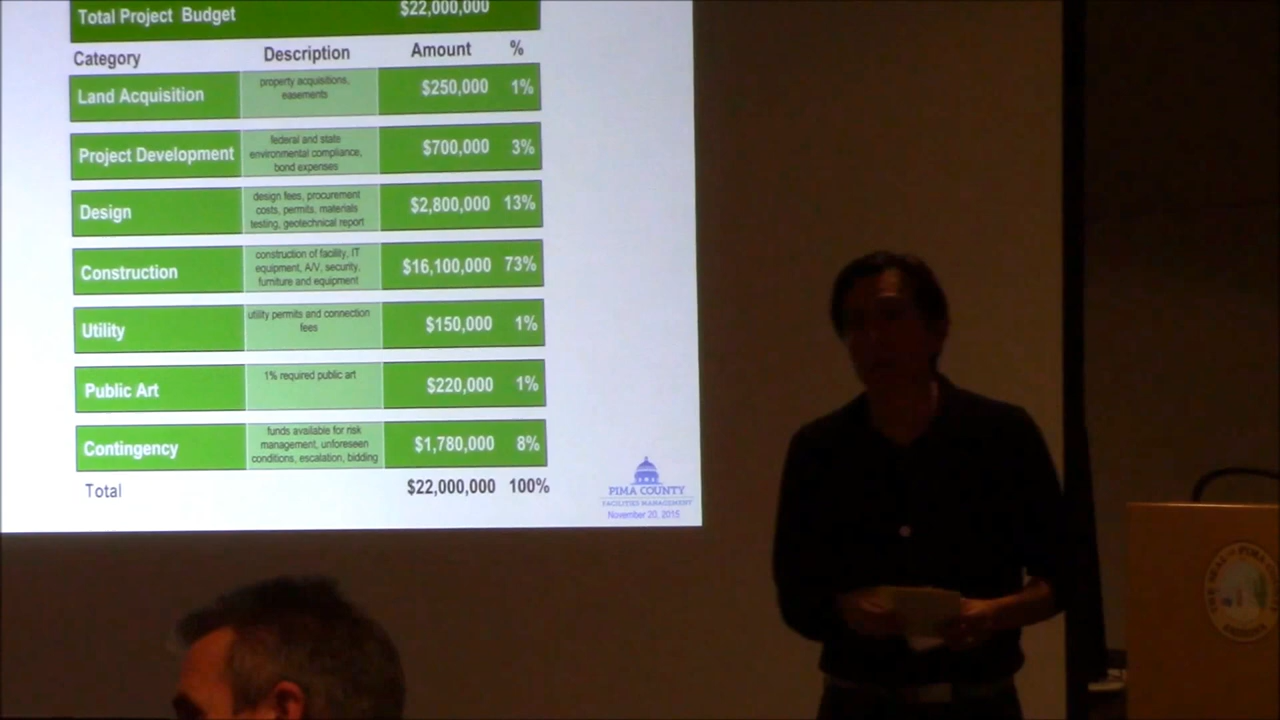 Total Project Budget $22,000,000
Category Description Amount %
Land Acquisition property acquisitions, easements $250,000 1%
Project Development federal and state environmental compliance, bond expenses $700,000 3%
Design design fees, procurement costs, permits, materials testing, geotechnical report $2,800,000 13%
Construction construction of facility, IT equipment, A/V, security, furniture and equipment $16,100,000 73%
Utility utility permits and connection fees $150,000 1%
Public Art 1% required public art $220,000 1%
Contingency funds available for risk management, unforeseen conditions, escalation, bidding $1,780,000 8%
Total $22,000,000 100%
PIMA COUNTY
FACILITIES MANAGEMENT
November 20, 2015
SEAL OF PIMA